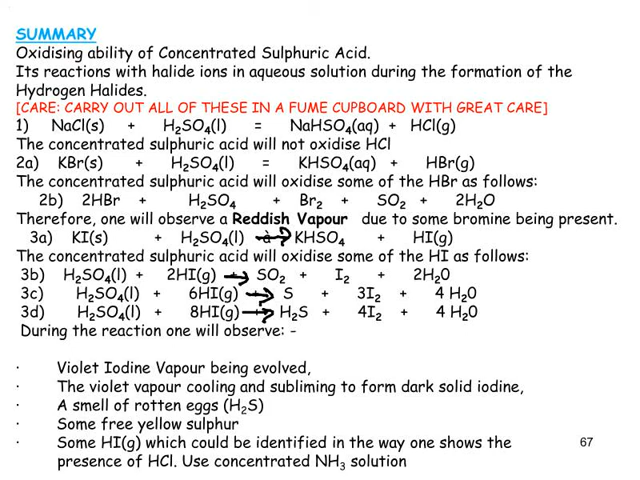 SUMMARY
Oxidising ability of Concentrated Sulphuric Acid.
Its reactions with halide ions in aqueous solution during the formation of the
Hydrogen Halides.
[CARE: CARRY OUT ALL OF THESE IN A FUME CUPBOARD WITH GREAT CARE]
1) NaCl(s) + H₂SO₄(l) = NaHSO₄(aq) + HCl(g)
The concentrated sulphuric acid will not oxidise HCl
2a) KBr(s) + H₂SO₄(l) = KHSO₄(aq) + HBr(g)
The concentrated sulphuric acid will oxidise some of the HBr as follows:
2b) 2HBr + H₂SO₄ + Br₂ + SO₂ + 2H₂O
Therefore, one will observe a Reddish Vapour due to some bromine being present.
3a) KI(s) + H₂SO₄(l) → KHSO₄ + HI(g)
The concentrated sulphuric acid will oxidise some of the HI as follows:
3b) H₂SO₄(l) + 2HI(g) → SO₂ + I₂ + 2H₂0
3c) H₂SO₄(l) + 6HI(g) → S + 3I₂ + 4 H₂0
3d) H₂SO₄(l) + 8HI(g) → H₂S + 4I₂ + 4 H₂0
During the reaction one will observe: -
· Violet Iodine Vapour being evolved,
· The violet vapour cooling and subliming to form dark solid iodine,
· A smell of rotten eggs (H₂S)
· Some free yellow sulphur
· Some HI(g) which could be identified in the way one shows the
presence of HCl. Use concentrated NH₃ solution
67